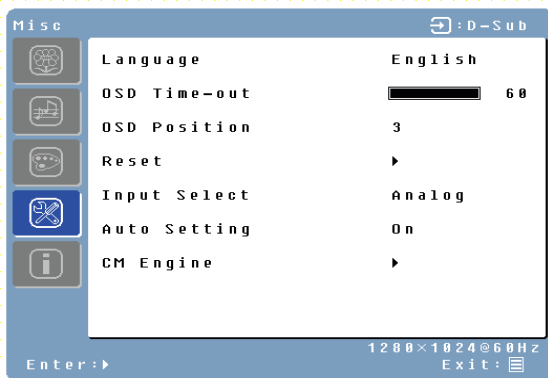 Misc :D-Sub
Language English
OSD Time-out 60
OSD Position 3
Reset
Input Select Analog
Auto Setting On
CM Engine
1280×1024@60Hz
Enter: Exit: